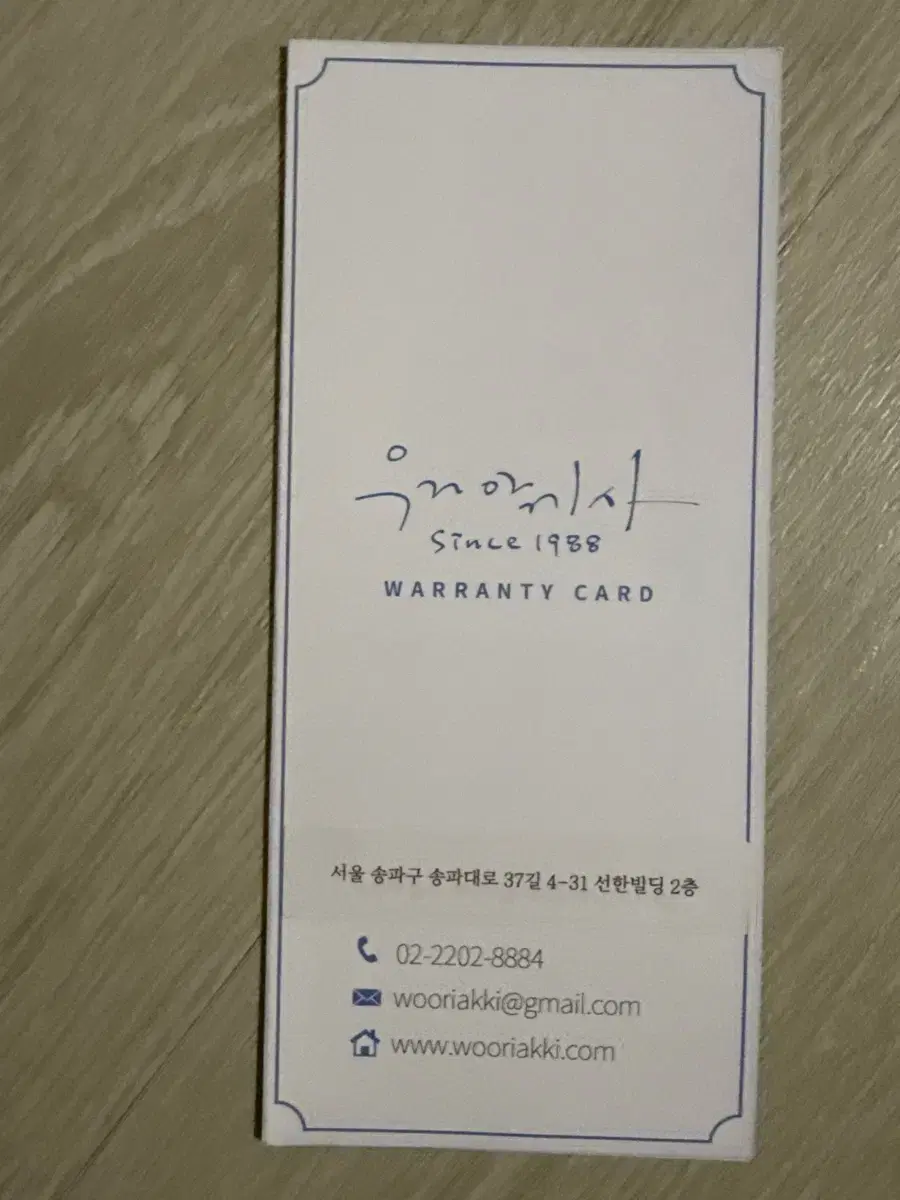 우리악기사
Since 1988
WARRANTY CARD
서울 송파구 송파대로 37길 4-31 선한빌딩 2층
02-2202-8884
wooriakki@gmail.com
www.wooriakki.com